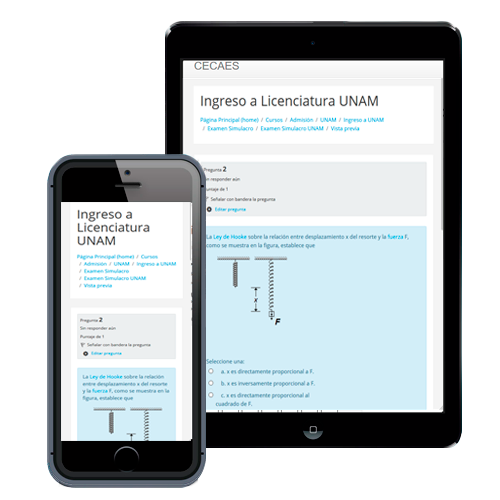 CECAES
Ingreso a Licenciatura UNAM
Página Principal (home) / Cursos / Admisión / UNAM / Ingreso a UNAM
/ Examen Simulacro / Examen Simulacro UNAM / Vista previa
Pregunta 2
Sin responder aún
Puntaje de 1
Señalar con bandera la pregunta
Editar pregunta
La Ley de Hooke sobre la relación entre desplazamiento x del resorte y la fuerza F,
como se muestra en la figura, establece que
x
F
Seleccione una:
a. x es directamente proporcional a F.
b. x es inversamente proporcional a F.
c. x es directamente proporcional al
cuadrado de F.
Ingreso a
Licenciatura
UNAM
Página Principal (home) / Cursos
/ Admisión / UNAM / Ingreso a UNAM
/ Examen Simulacro
/ Examen Simulacro UNAM
/ Vista previa
Pregunta 2
Sin responder aún
Puntaje de 1
Señalar con bandera la pregunta
Editar pregunta
La Ley de Hooke sobre la relación
entre desplazamiento x del resorte
y la fuerza F, como se muestra en la
figura, establece que